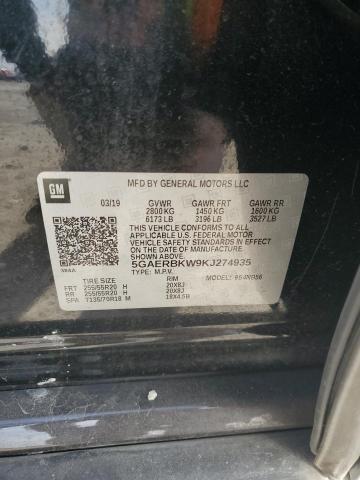 GM
MFD BY GENERAL MOTORS LLC
03/19 GVWR GAWR FRT GAWR RR
2800 KG 1450 KG 1600 KG
6173 LB 3196 LB 3527 LB
THIS VEHICLE CONFORMS TO ALL
APPLICABLE U.S. FEDERAL MOTOR
VEHICLE SAFETY AND THEFT
PREVENTION STANDARDS IN EFFECT
ON THE DATE OF MANUFACTURE
SHOWN ABOVE.
5GAERBKW9KJ274935
TYPE: M.P.V.
TIRE SIZE RIM
FRT 255/55R20 H 20X8J
RR 255/55R20 H 20X8J
SPA T135/70R18 M 18X4.5B